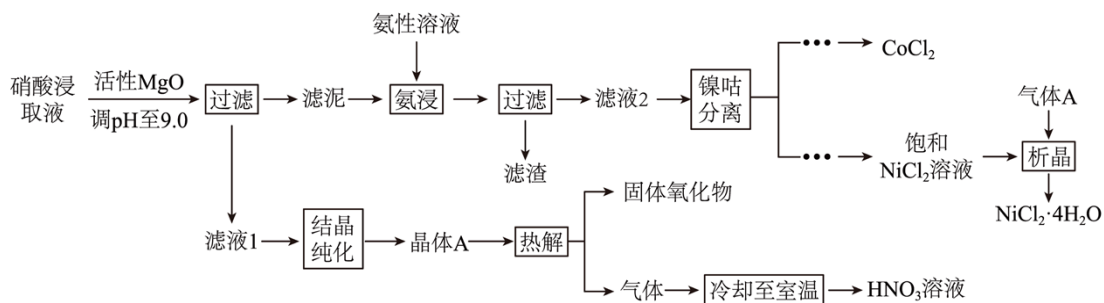 硝酸浸
取液
活性MgO
调pH至9.0
过滤
滤泥
氨性溶液
氨浸
过滤
滤渣
滤液2
镍咕
分离
••• CoCl₂
••• 饱和
NiCl₂溶液
气体A
析晶
NiCl₂·4H₂O
滤液1
结晶
纯化
晶体A
热解
固体氧化物
气体
冷却至室温
HNO₃溶液